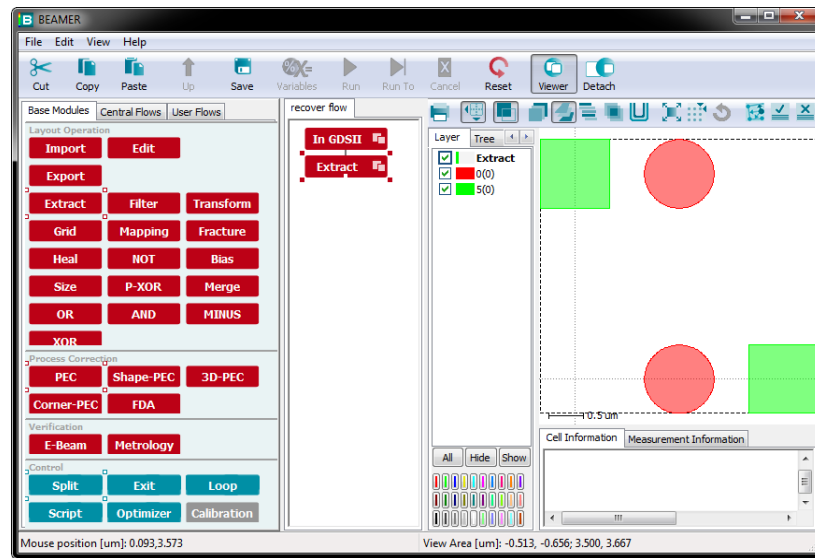 BEAMER
File Edit View Help
Cut Copy Paste Up Save Variables Run Run To Cancel Reset Viewer Detach
Base Modules Central Flows User Flows
Layout Operation
Import Edit
Export
Extract Filter Transform
Grid Mapping Fracture
Heal NOT Bias
Size P-XOR Merge
OR AND MINUS
XOR
Process Correction
PEC Shape-PEC 3D-PEC
Corner-PEC FDA
Verification
E-Beam Metrology
Control
Split Exit Loop
Script Optimizer Calibration
recover flow
In GDSII
Extract
Layer Tree
Extract
0(0)
5(0)
All Hide Show
0.5 um
Cell Information Measurement Information
Mouse position [um]: 0.093,3.573
View Area [um]: -0.513, -0.656; 3.500, 3.667